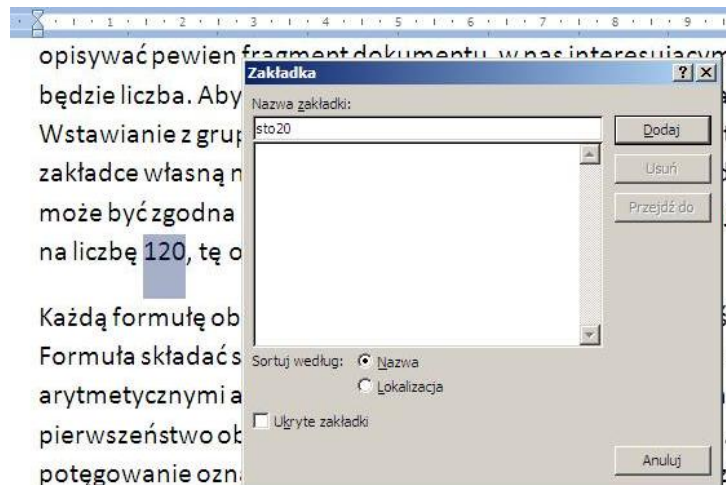 1 2 3 4 5 6 7 8 9
opisywać pewien fragment dokumentu, w nas interesującym
będzie liczba. Aby
Wstawianie z grup
zakładce własną n
może być zgodna
na liczbę 120, tę o
Każdą formułę ob
Formuła składać s
arytmetycznymi a
pierwszeństwo ob
potęgowanie ozn
Zakładka
Nazwa zakładki:
sto20
Dodaj
Usuń
Przejdź do
Sortuj według: Nazwa
Lokalizacja
Ukryte zakładki
Anuluj